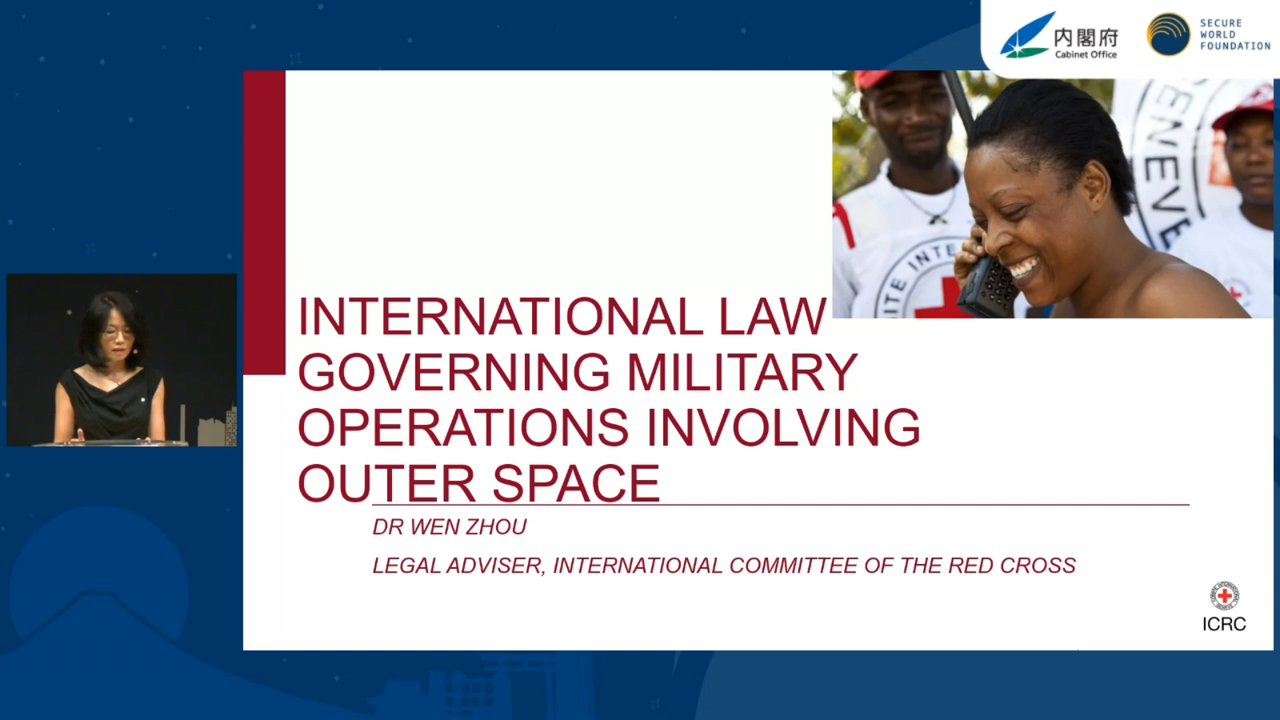 内閣府
Cabinet Office
SECURE
WORLD
FOUNDATION
INTERNATIONAL LAW
GOVERNING MILITARY
OPERATIONS INVOLVING
OUTER SPACE
DR WEN ZHOU
LEGAL ADVISER, INTERNATIONAL COMMITTEE OF THE RED CROSS
ICRC